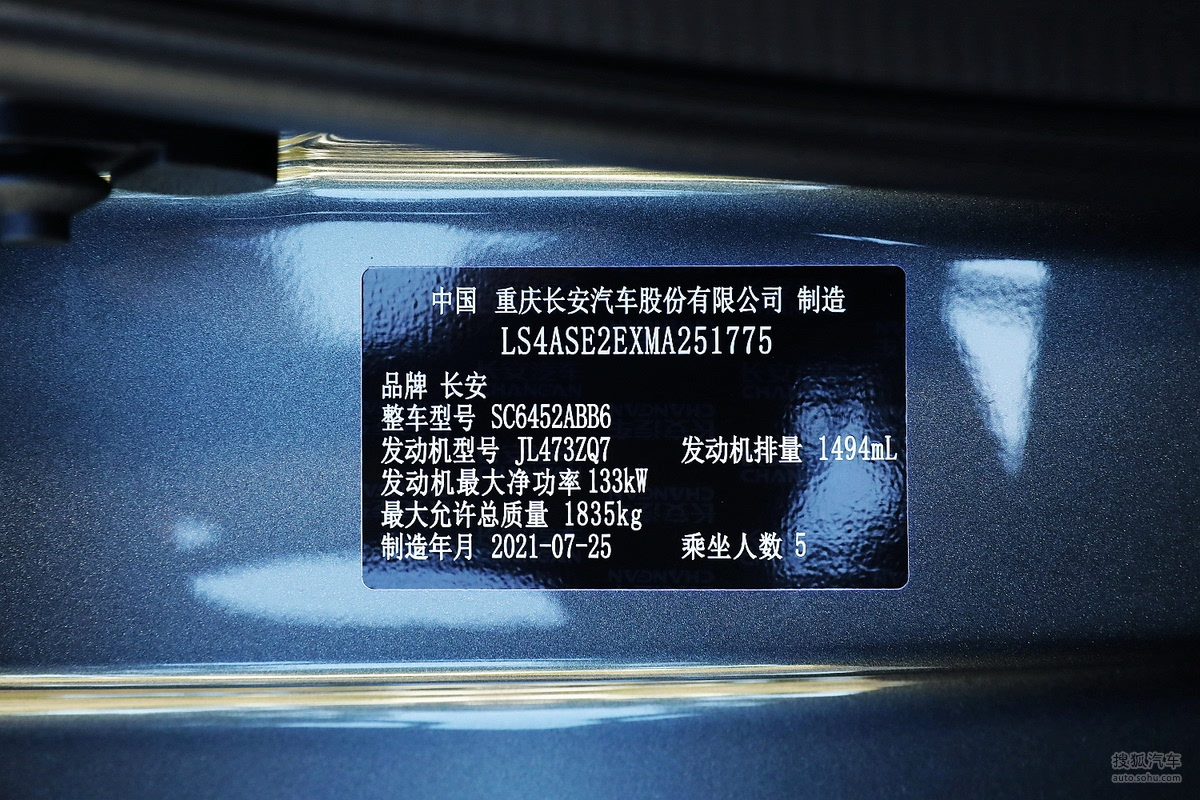 中国 重庆长安汽车股份有限公司 制造
LS4ASE2EXMA251775
品牌 长安
整车型号 SC6452ABB6
发动机型号 JL473ZQ7 发动机排量 1494mL
发动机最大净功率 133kW
最大允许总质量 1835kg
制造年月 2021-07-25 乘坐人数 5
搜狐汽车
auto.sohu.com